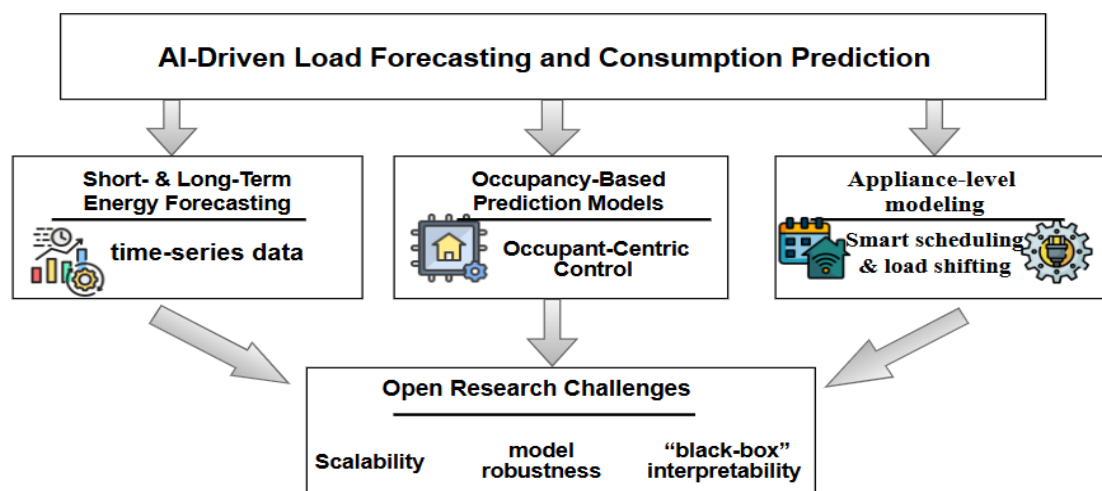 AI-Driven Load Forecasting and Consumption Prediction
Short- & Long-Term
Energy Forecasting
time-series data
Occupancy-Based
Prediction Models
Occupant-Centric
Control
Appliance-level
modeling
Smart scheduling
& load shifting
Open Research Challenges
Scalability
model
robustness
“black-box”
interpretability